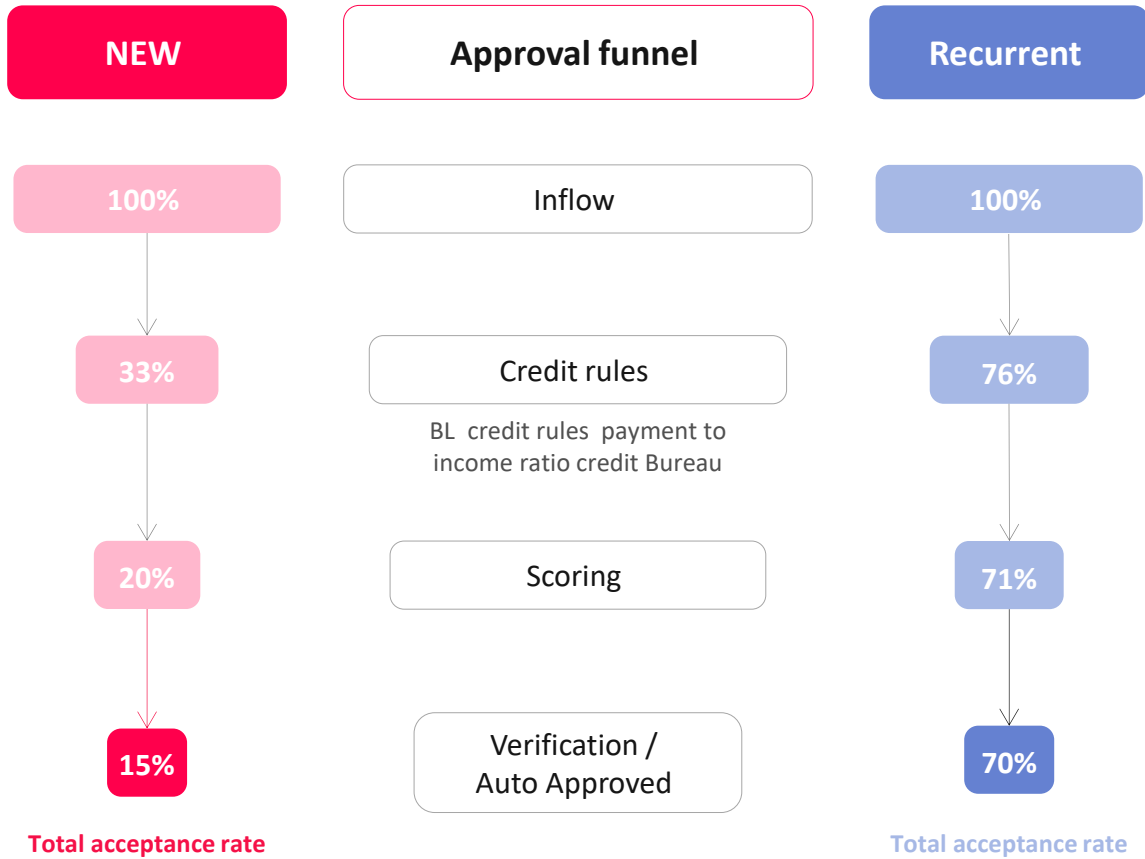 NEW
Approval funnel
Recurrent
100%
Inflow
100%
33%
Credit rules
76%
BL credit rules payment to
income ratio credit Bureau
20%
Scoring
71%
15%
Verification /
Auto Approved
70%
Total acceptance rate
Total acceptance rate